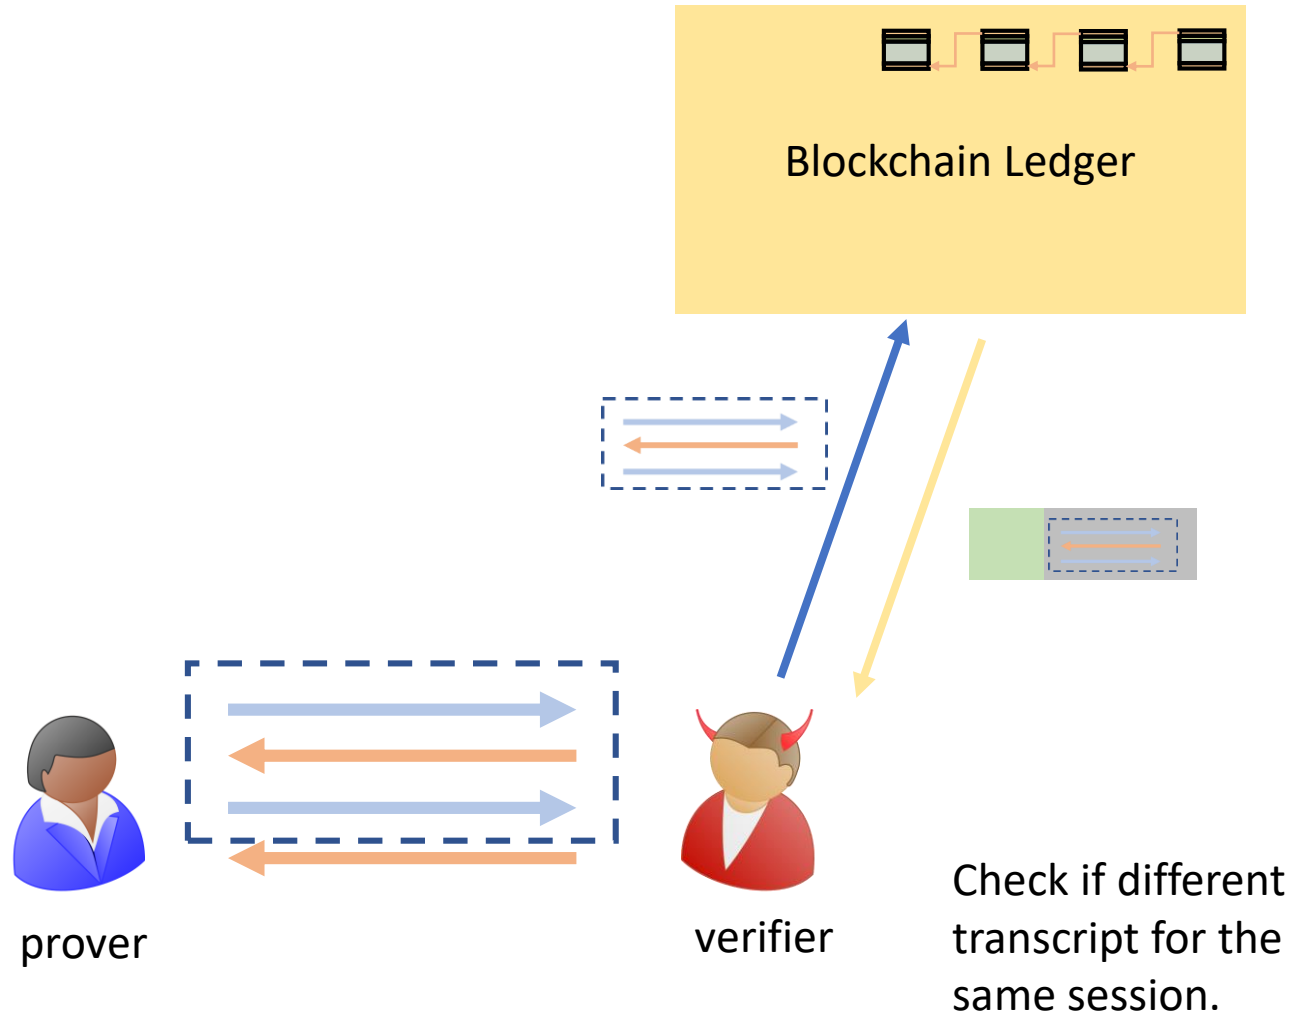 Blockchain Ledger
prover
verifier
Check if different
transcript for the
same session.